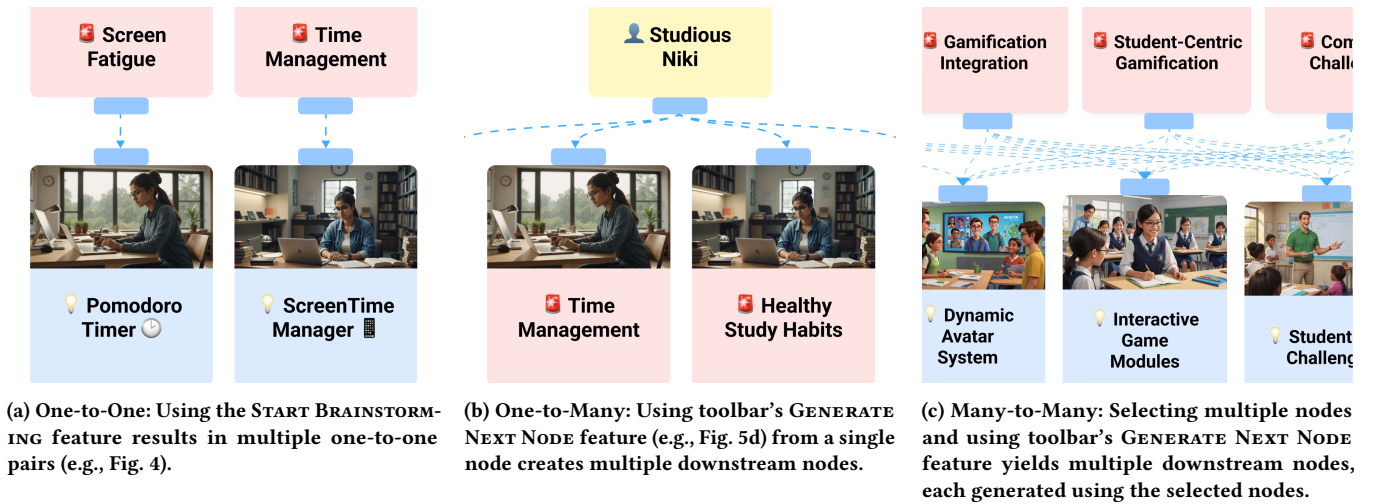 🚨 Screen
Fatigue
🚨 Time
Management
💡 Pomodoro
Timer 🕑
💡 ScreenTime
Manager 📱
(a) One-to-One: Using the START BRAINSTORM-
ING feature results in multiple one-to-one
pairs (e.g., Fig. 4).
👤 Studious
Niki
🚨 Time
Management
🚨 Healthy
Study Habits
(b) One-to-Many: Using toolbar's GENERATE
NEXT NODE feature (e.g., Fig. 5d) from a single
node creates multiple downstream nodes.
🚨 Gamification
Integration
🚨 Student-Centric
Gamification
🚨 Com
Challe
💡 Dynamic
Avatar
System
💡 Interactive
Game
Modules
💡 Student
Challeng
(c) Many-to-Many: Selecting multiple nodes
and using toolbar's GENERATE NEXT NODE
feature yields multiple downstream nodes,
each generated using the selected nodes.